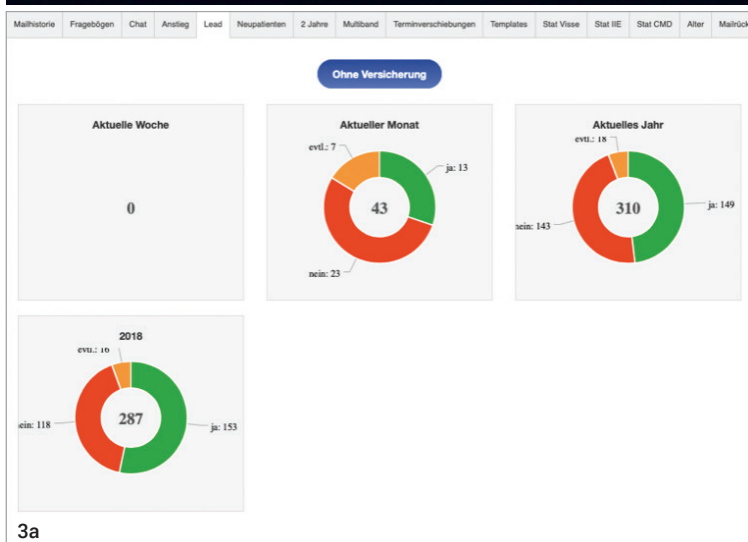 Mailhistorie Fragebögen Chat Anstieg Lead Neupatienten 2 Jahre Multiband Terminverschiebungen Templates Stat Visse Stat IIE Stat CMD Alter Mailrück
Ohne Versicherung
Aktuelle Woche
0
Aktueller Monat
evtl.: 7
ja: 13
43
nein: 23
Aktuelles Jahr
evtl.: 18
ja: 149
310
nein: 143
2018
evtl.: 16
287
nein: 118
ja: 153
3a